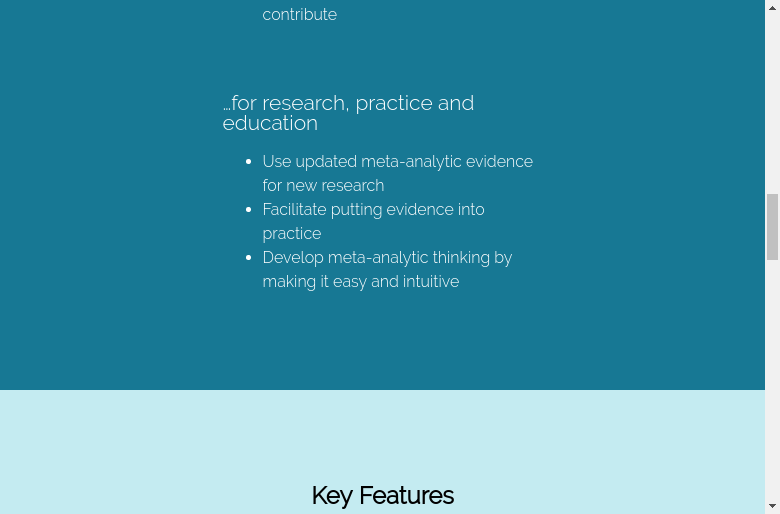 contribute
…for research, practice and
education
Use updated meta-analytic evidence
for new research
Facilitate putting evidence into
practice
Develop meta-analytic thinking by
making it easy and intuitive
Key Features